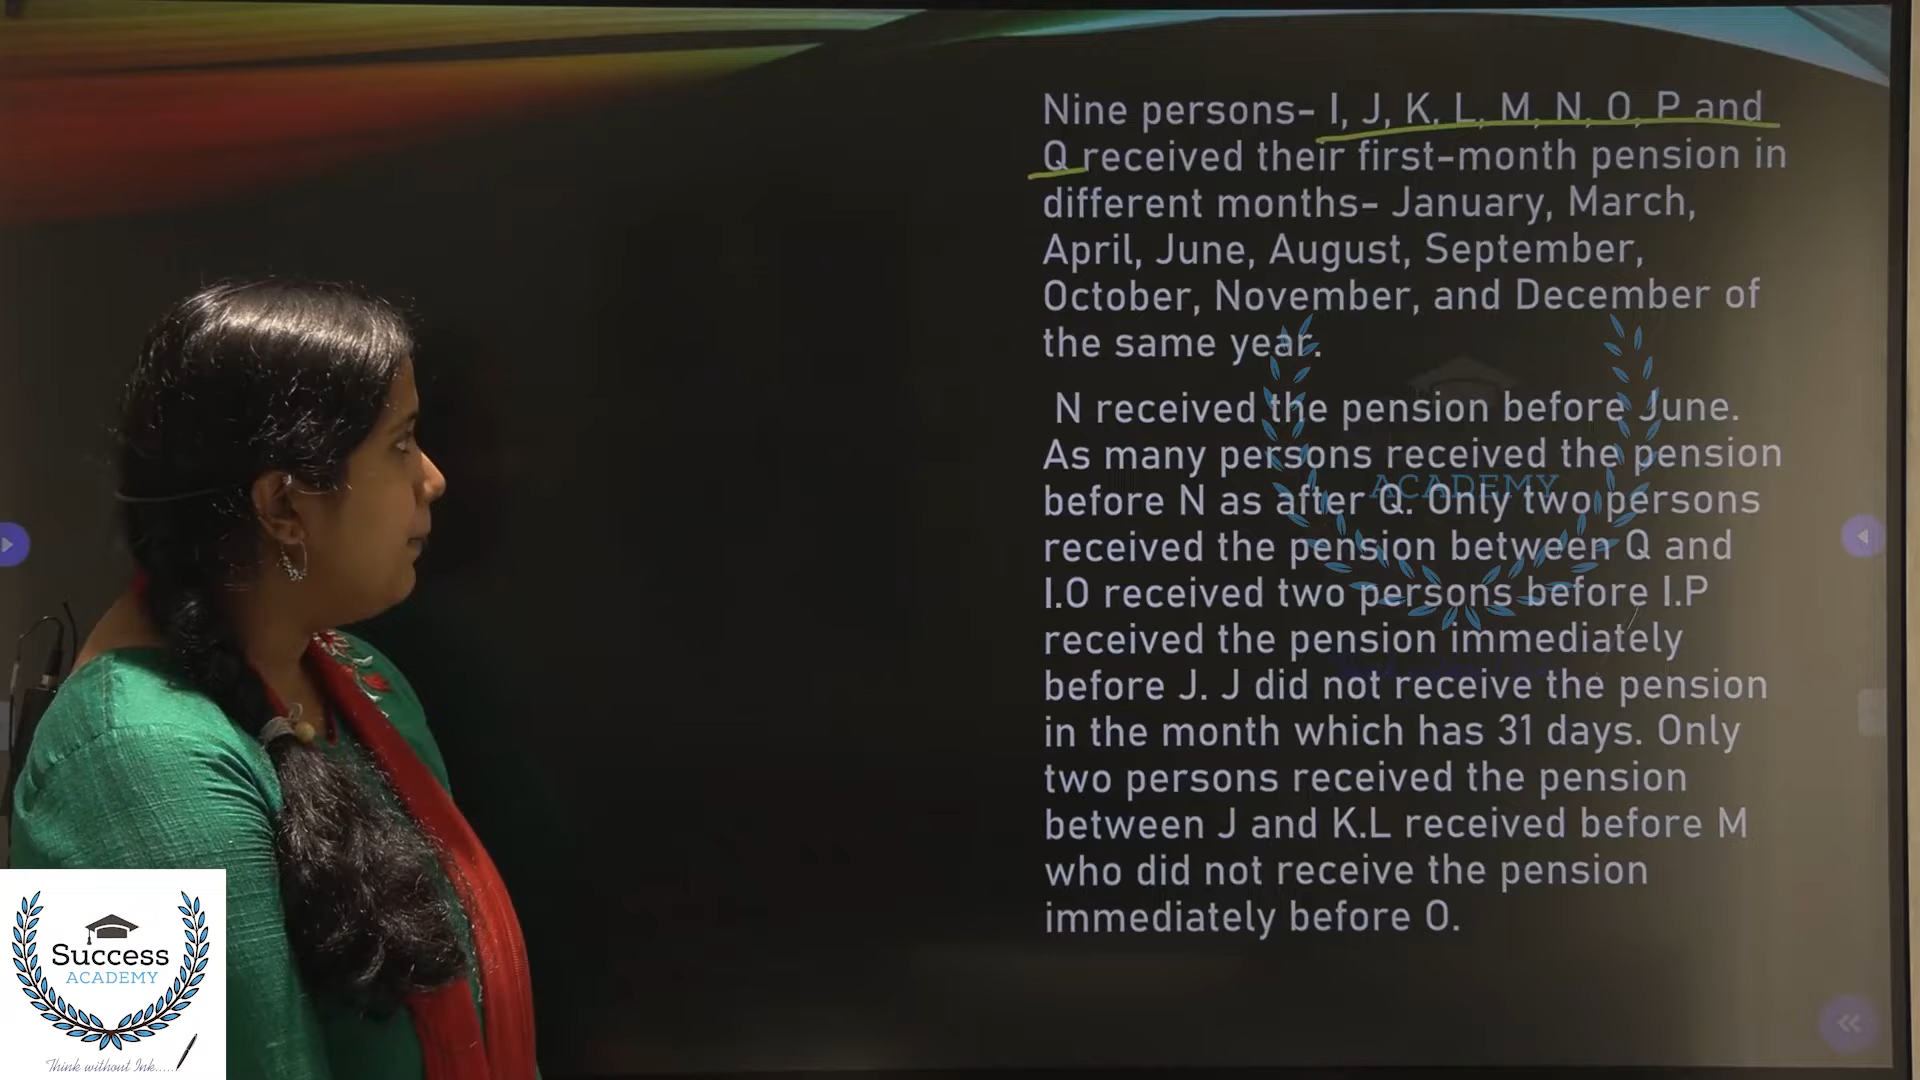 Nine persons- I, J, K, L, M, N, O, P and
Q received their first-month pension in
different months- January, March,
April, June, August, September,
October, November, and December of
the same year.
N received the pension before June.
As many persons received the pension
before N as after Q. Only two persons
received the pension between Q and
I.O received two persons before I.P
received the pension immediately
before J. J did not receive the pension
in the month which has 31 days. Only
two persons received the pension
between J and K.L received before M
who did not receive the pension
immediately before O.
ACADEMY
Success
ACADEMY
Think without Ink.....